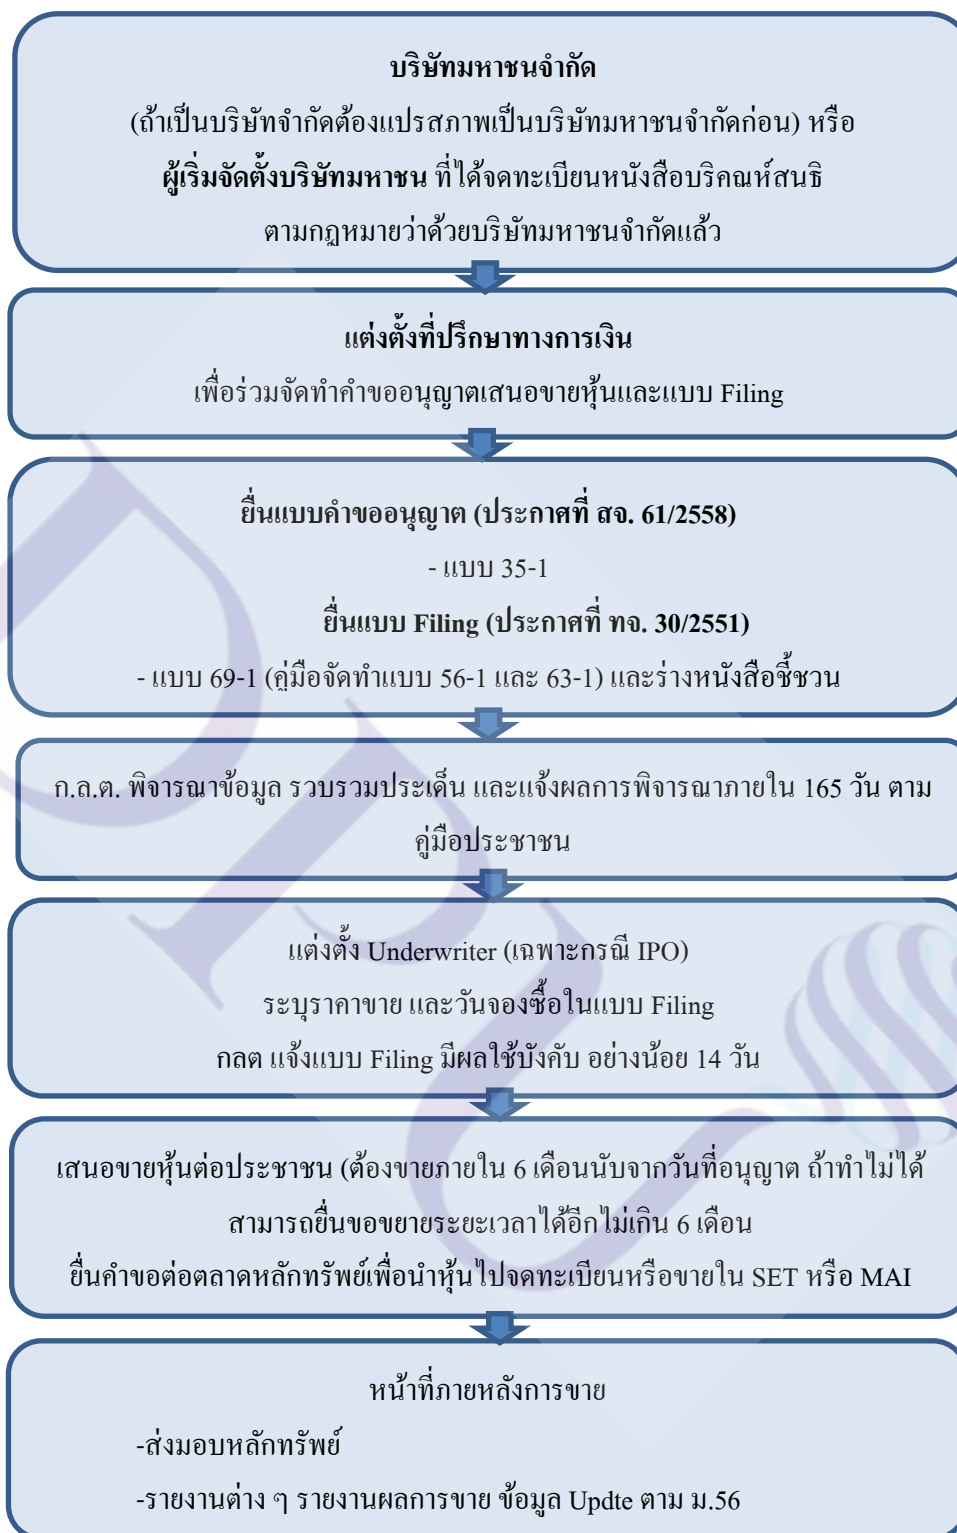 บริษัทมหาชนจำกัด
(ถ้าเป็นบริษัทจำกัดต้องแปรสภาพเป็นบริษัทมหาชนจำกัดก่อน) หรือ
ผู้เริ่มจัดตั้งบริษัทมหาชน ที่ได้จดทะเบียนหนังสือบริคณห์สนธิ
ตามกฎหมายว่าด้วยบริษัทมหาชนจำกัดแล้ว
แต่งตั้งที่ปรึกษาทางการเงิน
เพื่อร่วมจัดทำคำขออนุญาตเสนอขายหุ้นและแบบ Filing
ยื่นแบบคำขออนุญาต (ประกาศที่ สจ. 61/2558)
- แบบ 35-1
ยื่นแบบ Filing (ประกาศที่ ทจ. 30/2551)
- แบบ 69-1 (คู่มือจัดทำแบบ 56-1 และ 63-1) และร่างหนังสือชี้ชวน
ก.ล.ต. พิจารณาข้อมูล รวบรวมประเด็น และแจ้งผลการพิจารณาภายใน 165 วัน ตาม
คู่มือประชาชน
แต่งตั้ง Underwriter (เฉพาะกรณี IPO)
ระบุราคาขาย และวันจองซื้อในแบบ Filing
กลต แจ้งแบบ Filing มีผลใช้บังคับ อย่างน้อย 14 วัน
เสนอขายหุ้นต่อประชาชน (ต้องขายภายใน 6 เดือนนับจากวันที่อนุญาต ถ้าทำไม่ได้
สามารถยื่นขอขยายระยะเวลาได้อีกไม่เกิน 6 เดือน
ยื่นคำขอต่อตลาดหลักทรัพย์เพื่อนำหุ้นไปจดทะเบียนหรือขายใน SET หรือ MAI
หน้าที่ภายหลังการขาย
-ส่งมอบหลักทรัพย์
-รายงานต่าง ๆ รายงานผลการขาย ข้อมูล Updte ตาม ม.56
DPU